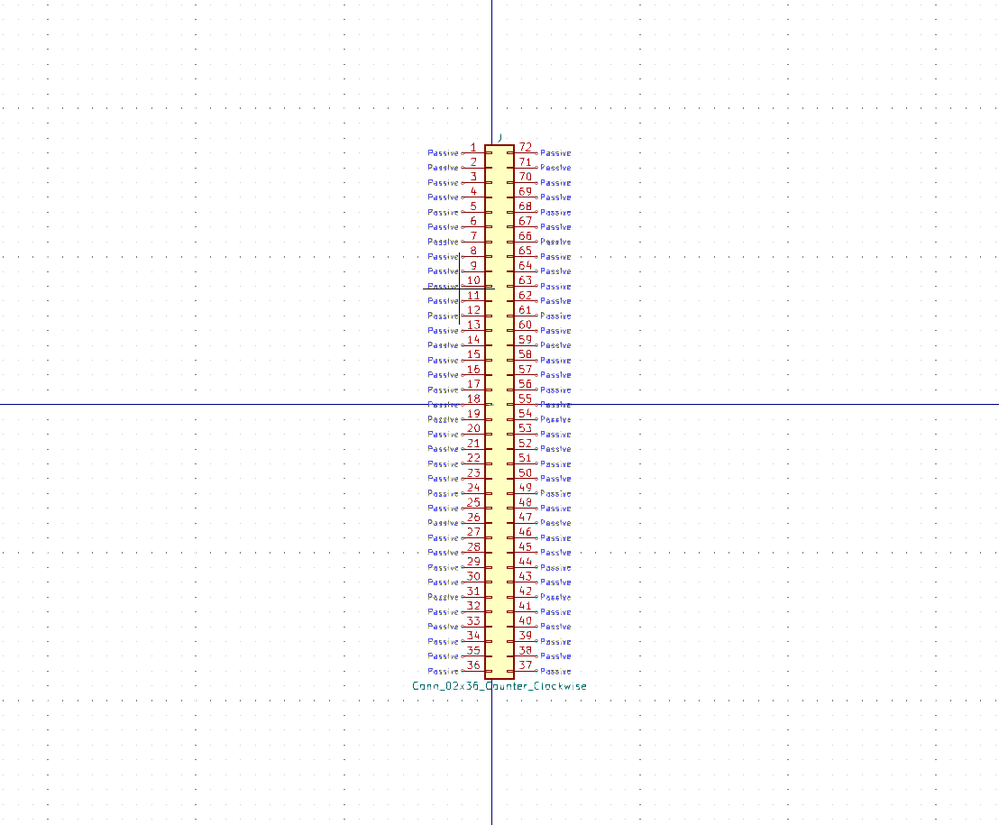 J
Passive 1 72 Passive
Passive 2 71 Passive
Passive 3 70 Passive
Passive 4 69 Passive
Passive 5 68 Passive
Passive 6 67 Passive
Passive 7 66 Passive
Passive 8 65 Passive
Passive 9 64 Passive
Passive 10 63 Passive
Passive 11 62 Passive
Passive 12 61 Passive
Passive 13 60 Passive
Passive 14 59 Passive
Passive 15 58 Passive
Passive 16 57 Passive
Passive 17 56 Passive
Passive 18 55 Passive
Passive 19 54 Passive
Passive 20 53 Passive
Passive 21 52 Passive
Passive 22 51 Passive
Passive 23 50 Passive
Passive 24 49 Passive
Passive 25 48 Passive
Passive 26 47 Passive
Passive 27 46 Passive
Passive 28 45 Passive
Passive 29 44 Passive
Passive 30 43 Passive
Passive 31 42 Passive
Passive 32 41 Passive
Passive 33 40 Passive
Passive 34 39 Passive
Passive 35 38 Passive
Passive 36 37 Passive
Conn_02x36_Counter_Clockwise